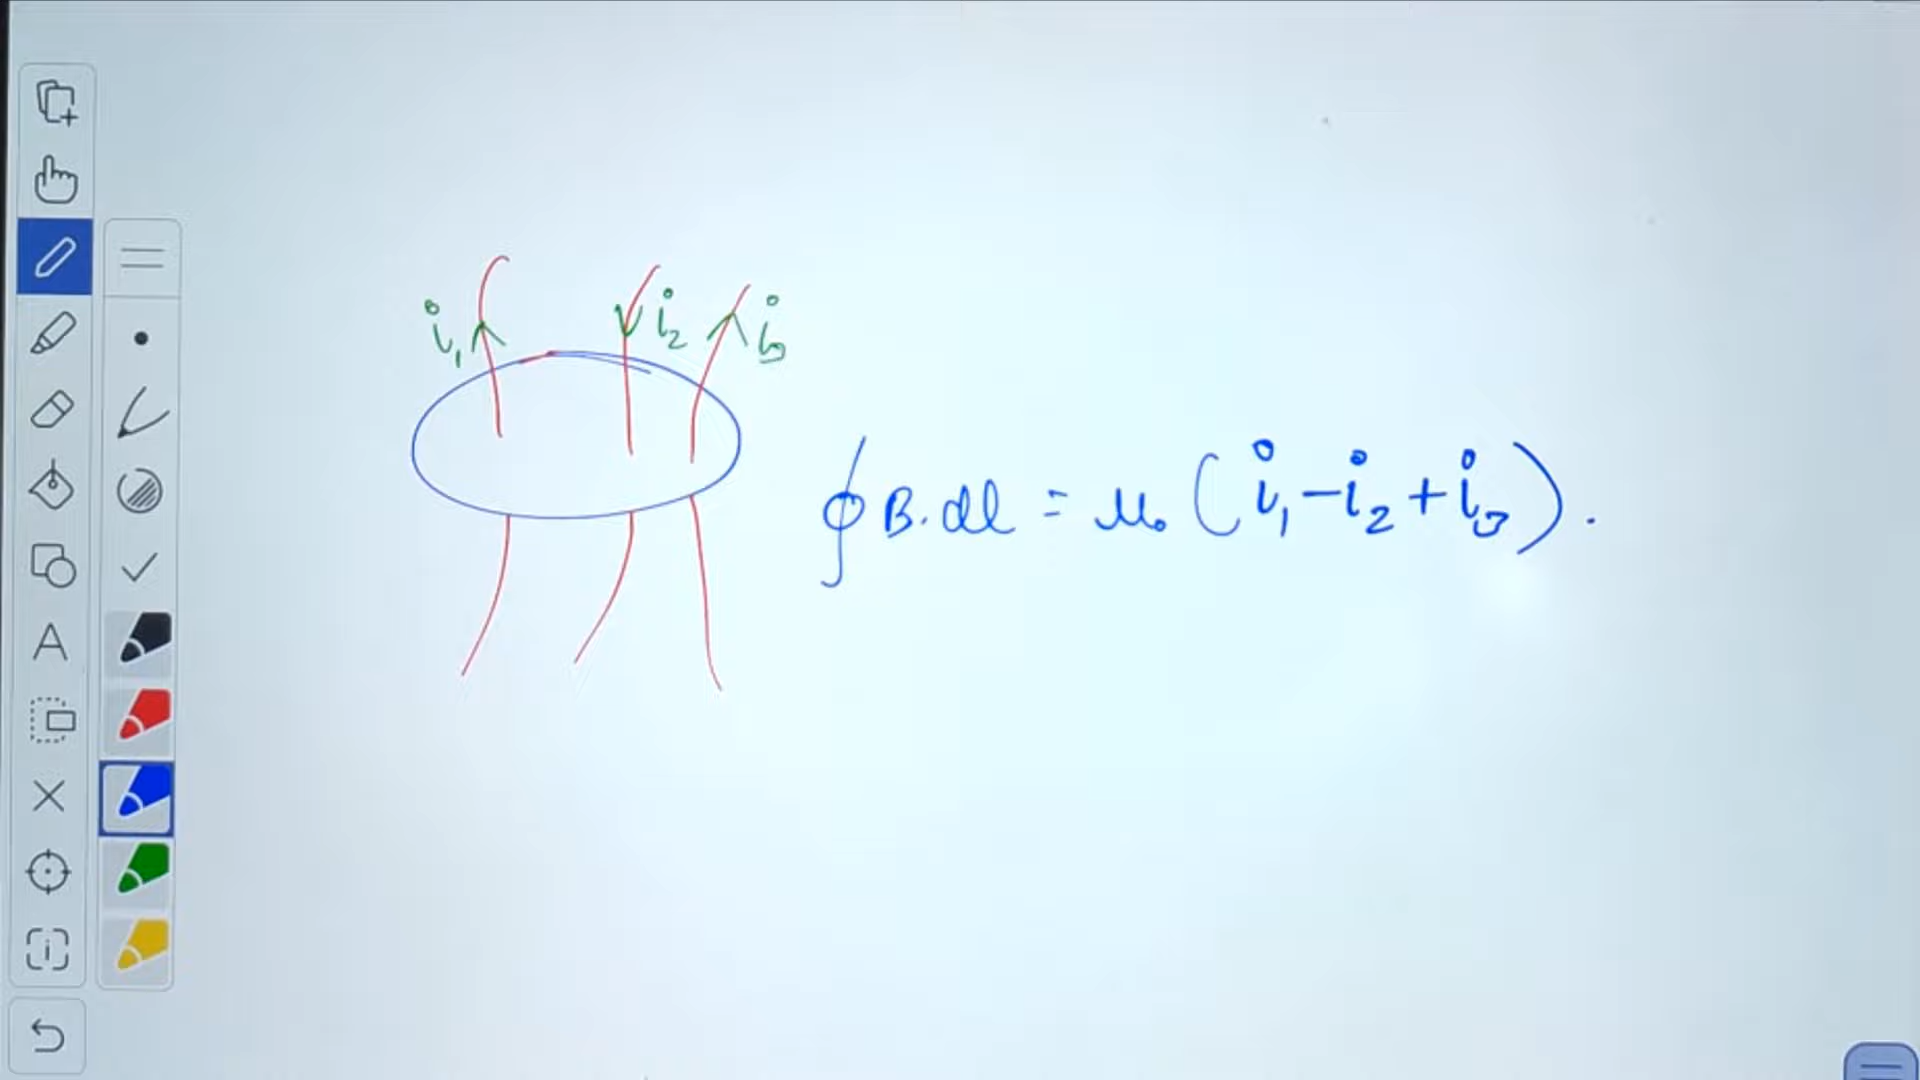 i₁ i₂ i₃
∮ B. dl = μ₀ (i₁ - i₂ + i₃).
A